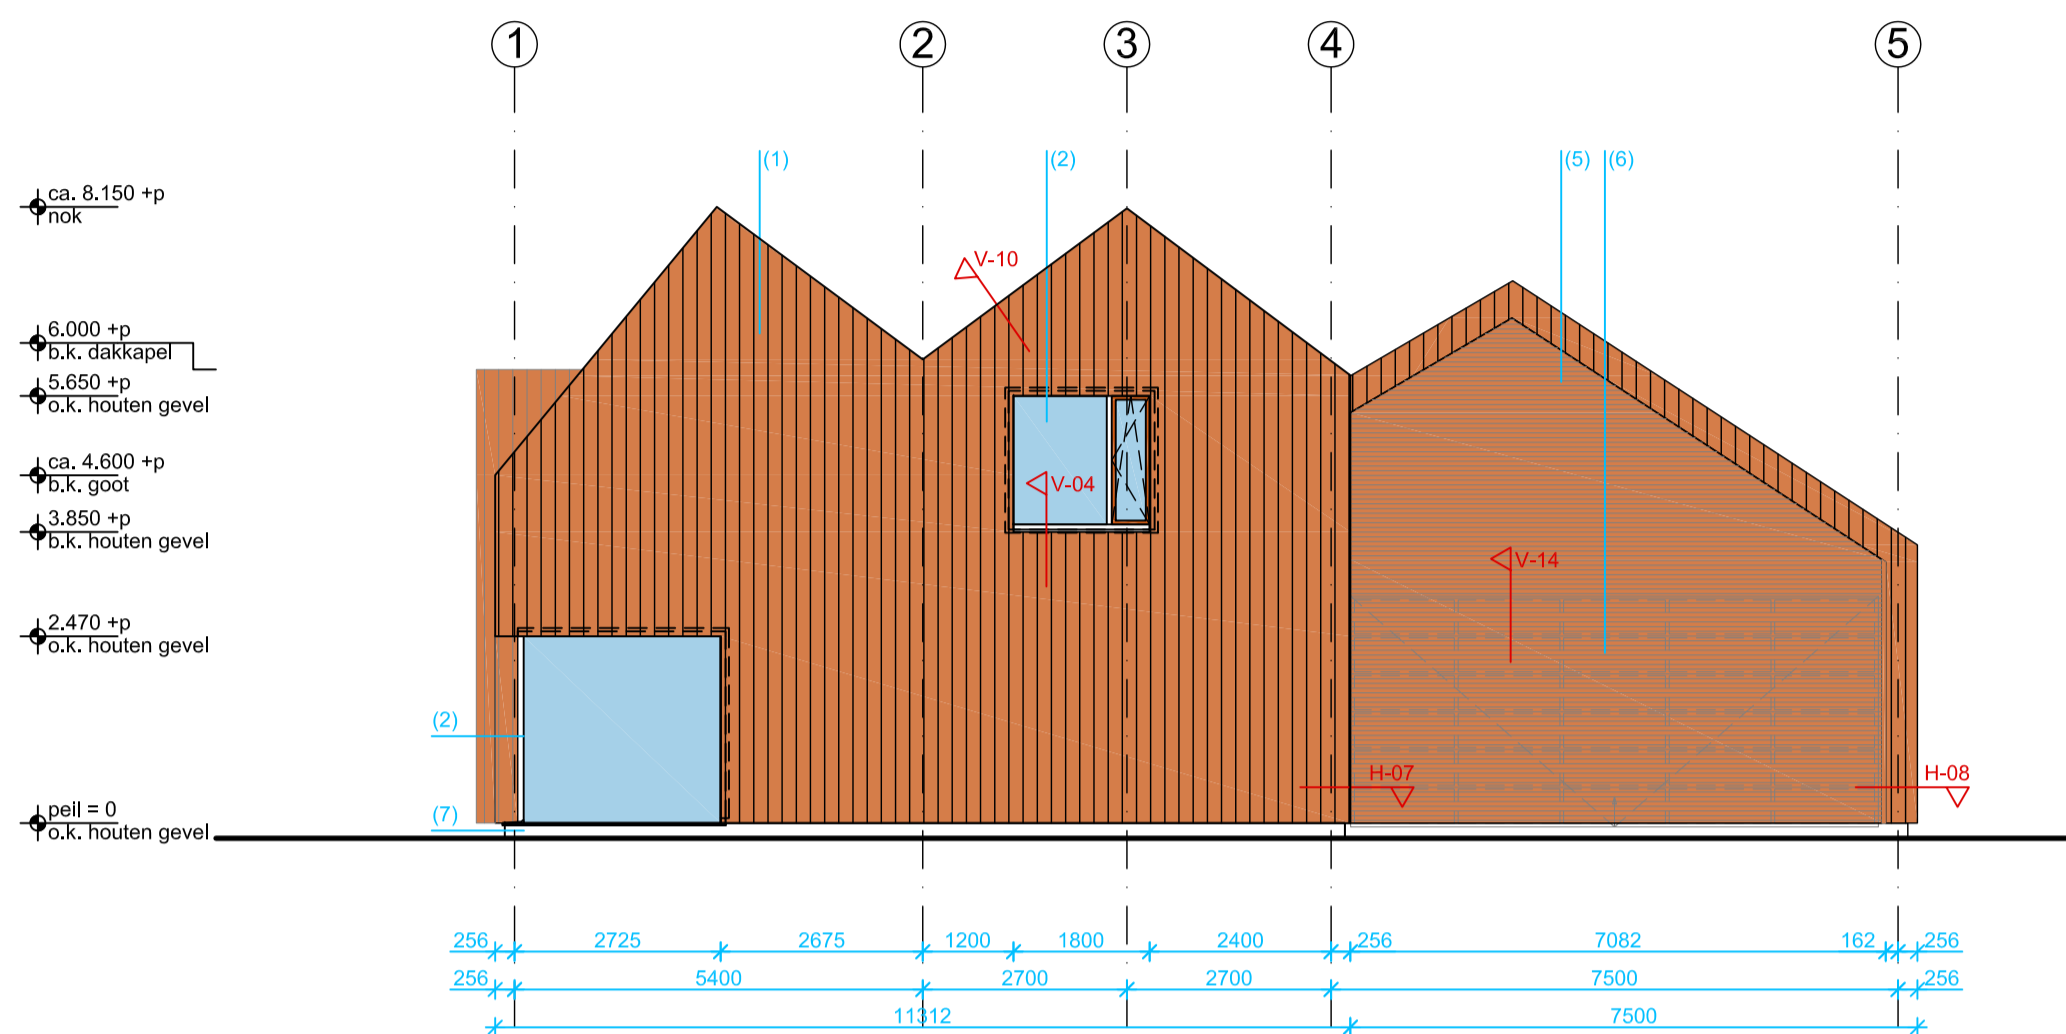 1 2 3 4 5
(1) (2) (5) (6)
ca. 8.150 +p
nok
V-10
6.000 +p
b.k. dakkapel
5.650 +p
o.k. houten gevel
ca. 4.600 +p
b.k. goot
V-04
3.850 +p
b.k. houten gevel
V-14
2.470 +p
o.k. houten gevel
(2)
H-07 H-08
peil = 0
o.k. houten gevel
(7)
256 2725 2675 1200 1800 2400 256 7082 162 256
256 5400 2700 2700 7500 256
11312 7500